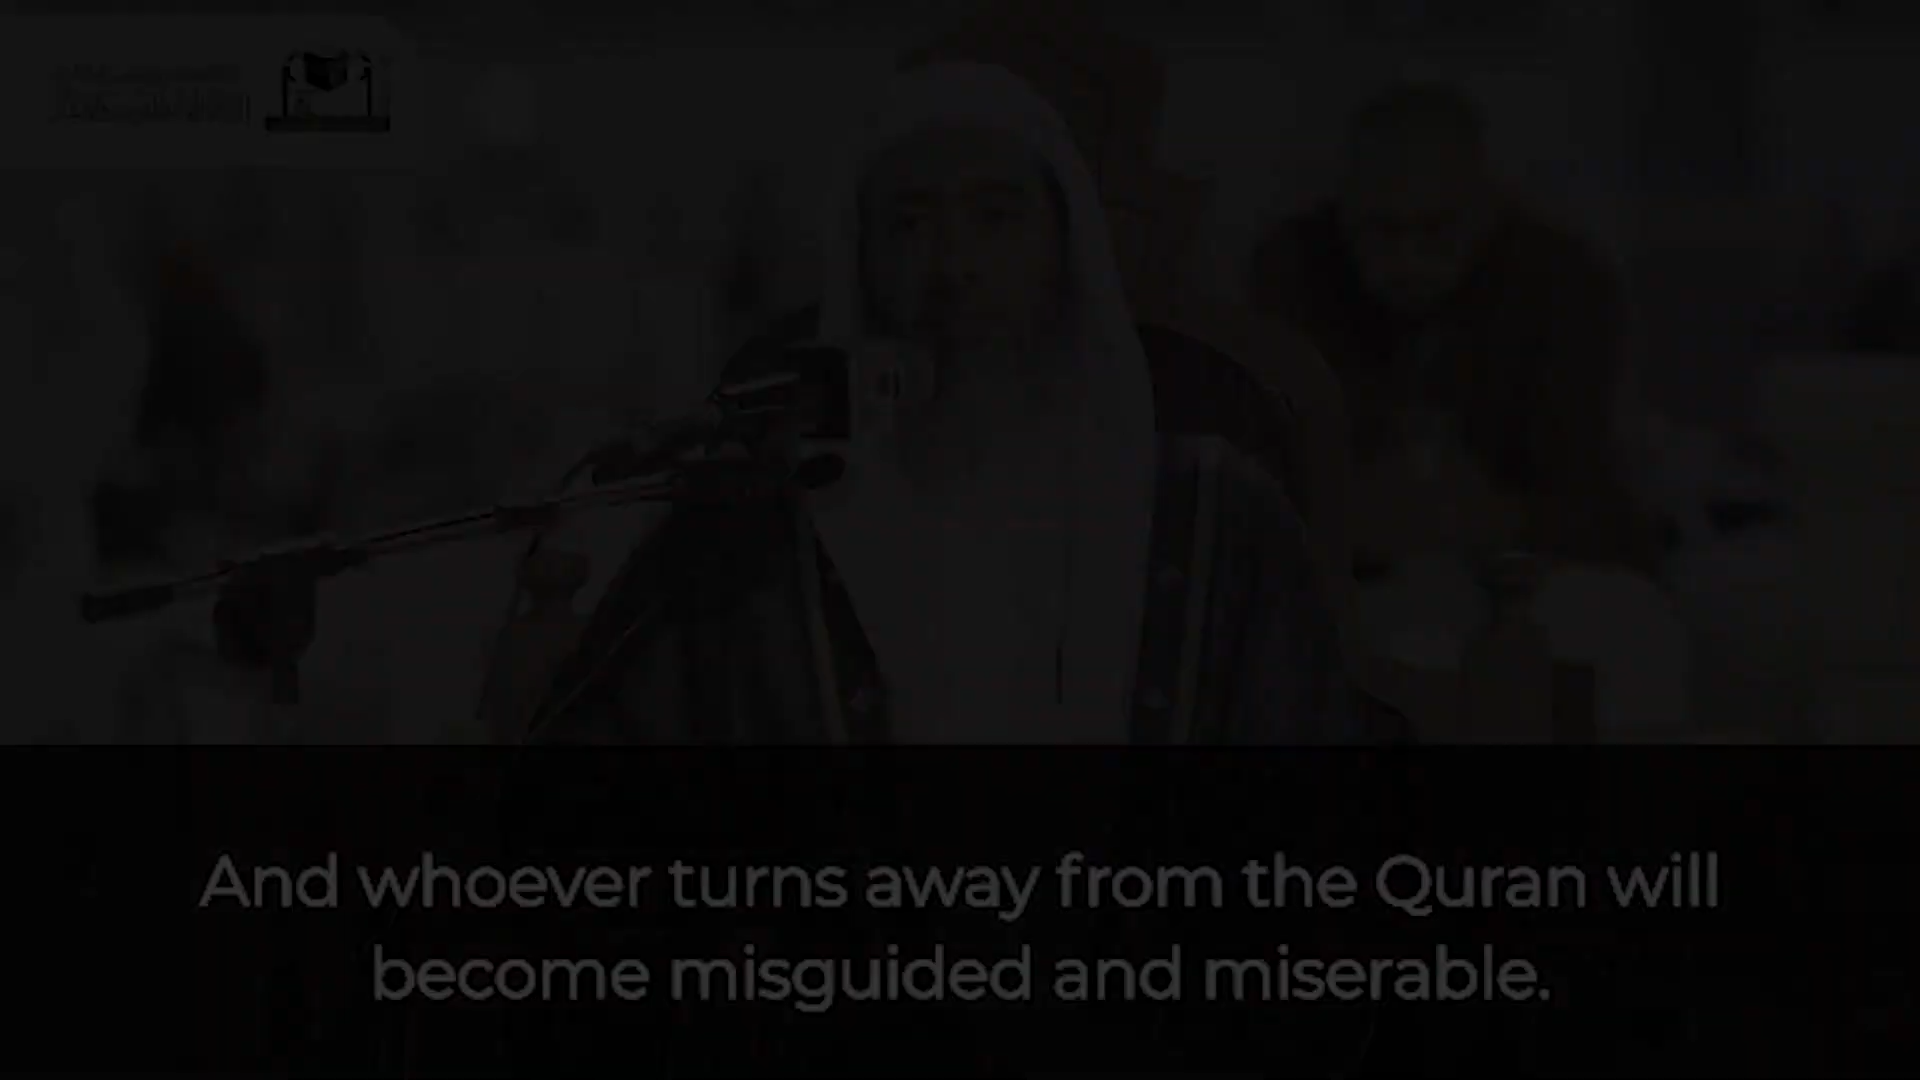 And whoever turns away from the Quran will
become misguided and miserable.